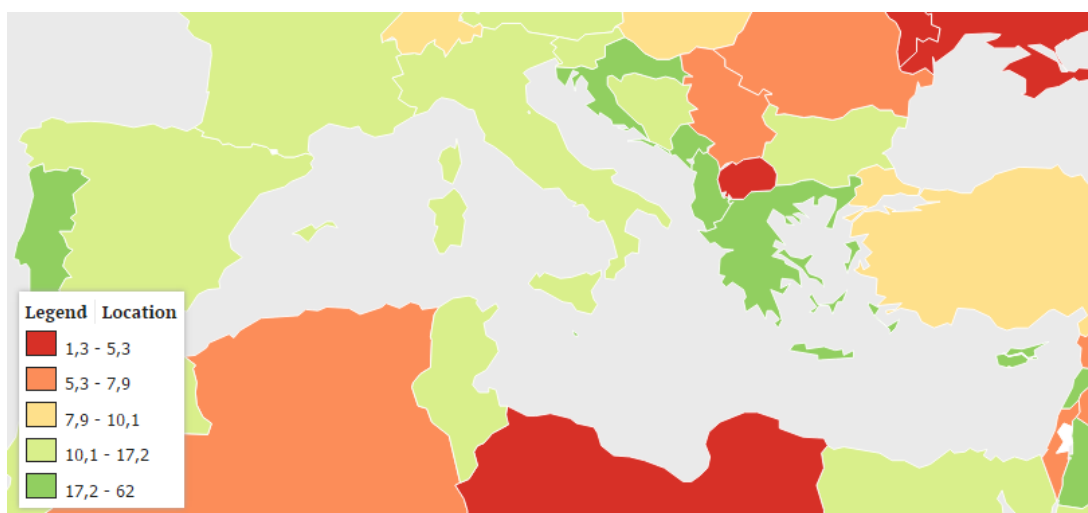 Legend Location
1,3 - 5,3
5,3 - 7,9
7,9 - 10,1
10,1 - 17,2
17,2 - 62